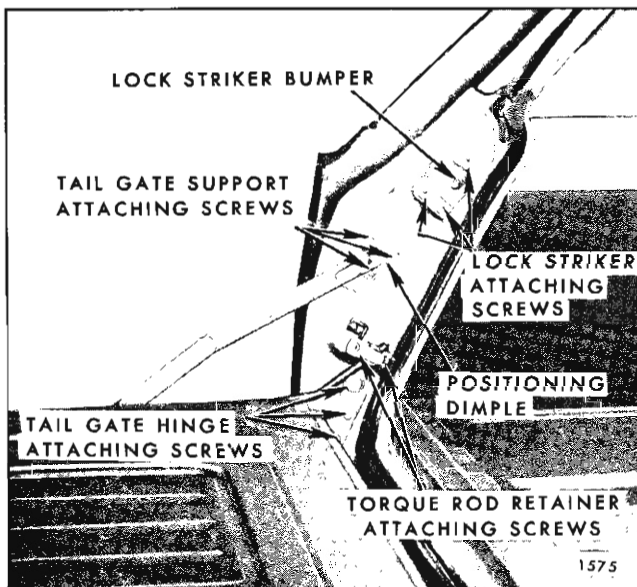 LOCK STRIKER BUMPER
TAIL GATE SUPPORT
ATTACHING SCREWS
LOCK STRIKER
ATTACHING
SCREWS
POSITIONING
DIMPLE
TAIL GATE HINGE
ATTACHING SCREWS
TORQUE ROD RETAINER
ATTACHING SCREWS
1575